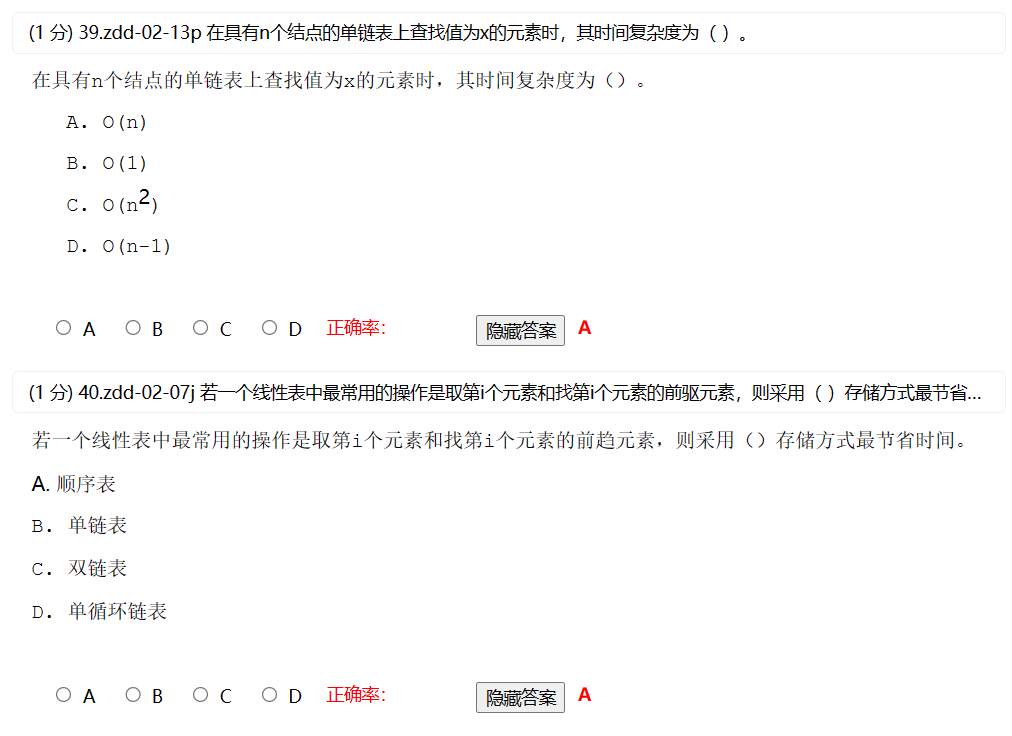 (1 分) 39.zdd-02-13p 在具有n个结点的单链表上查找值为x的元素时，其时间复杂度为（ ）。
在具有n个结点的单链表上查找值为x的元素时，其时间复杂度为（）。
A. O(n)
B. O(1)
C. O(n²)
D. O(n-1)
A B C D 正确率: 隐藏答案 A
(1 分) 40.zdd-02-07j 若一个线性表中最常用的操作是取第i个元素和找第i个元素的前驱元素，则采用（ ）存储方式最节省...
若一个线性表中最常用的操作是取第i个元素和找第i个元素的前趋元素，则采用（）存储方式最节省时间。
A. 顺序表
B. 单链表
C. 双链表
D. 单循环链表
A B C D 正确率: 隐藏答案 A